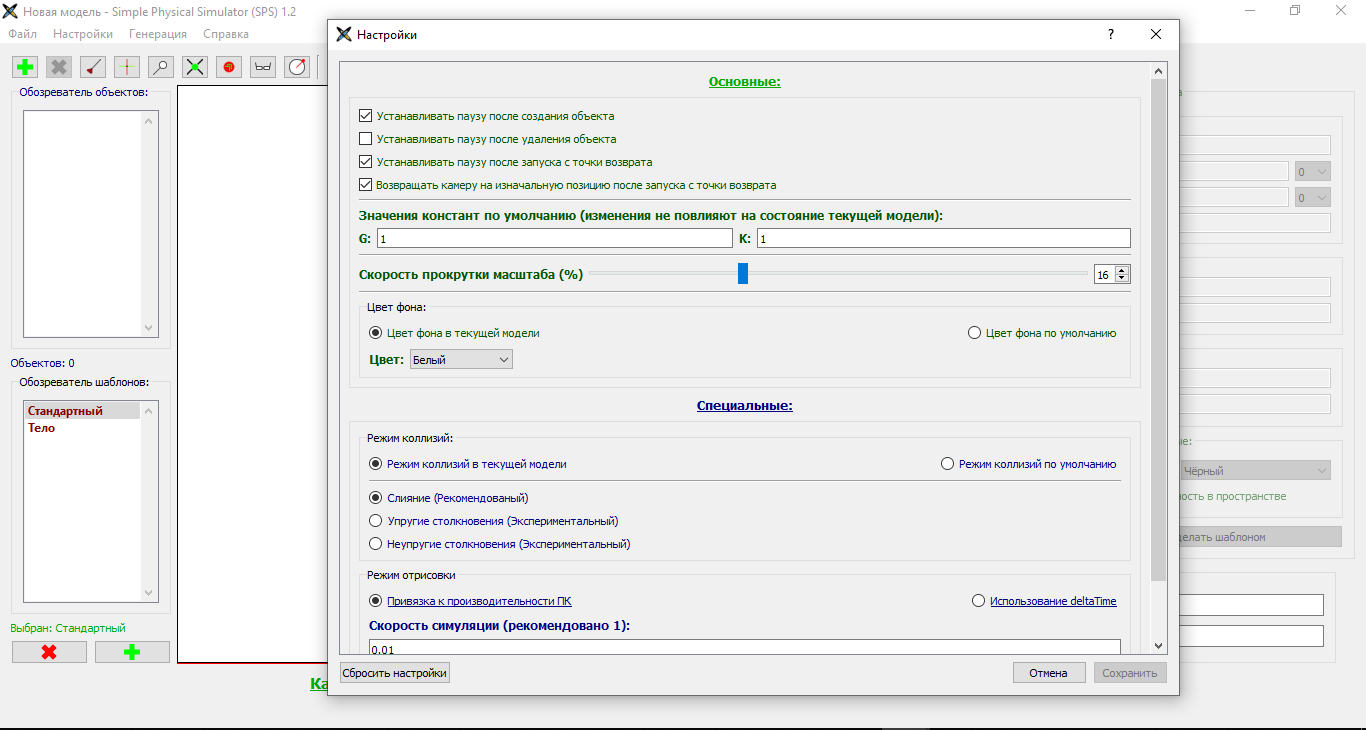 Новая модель - Simple Physical Simulator (SPS) 1.2
Файл Настройки Генерация Справка
Обозреватель объектов:
Объектов: 0
Обозреватель шаблонов:
Стандартный
Тело
Выбран: Стандартный
Настройки
?
Основные:
Устанавливать паузу после создания объекта
Устанавливать паузу после удаления объекта
Устанавливать паузу после запуска с точки возврата
Возвращать камеру на изначальную позицию после запуска с точки возврата
Значения констант по умолчанию (изменения не повлияют на состояние текущей модели):
G: 1 K: 1
Скорость прокрутки масштаба (%) 16
Цвет фона:
Цвет фона в текущей модели Цвет фона по умолчанию
Цвет: Белый
Специальные:
Режим коллизий:
Режим коллизий в текущей модели Режим коллизий по умолчанию
Слияние (Рекомендованый)
Упругие столкновения (Экспериментальный)
Неупругие столкновения (Экспериментальный)
Режим отрисовки
Привязка к производительности ПК Использование deltaTime
Скорость симуляции (рекомендовано 1):
0.01
Сбросить настройки Отмена Сохранить
Ка
0
0
Чёрный
ность в пространстве
делать шаблоном